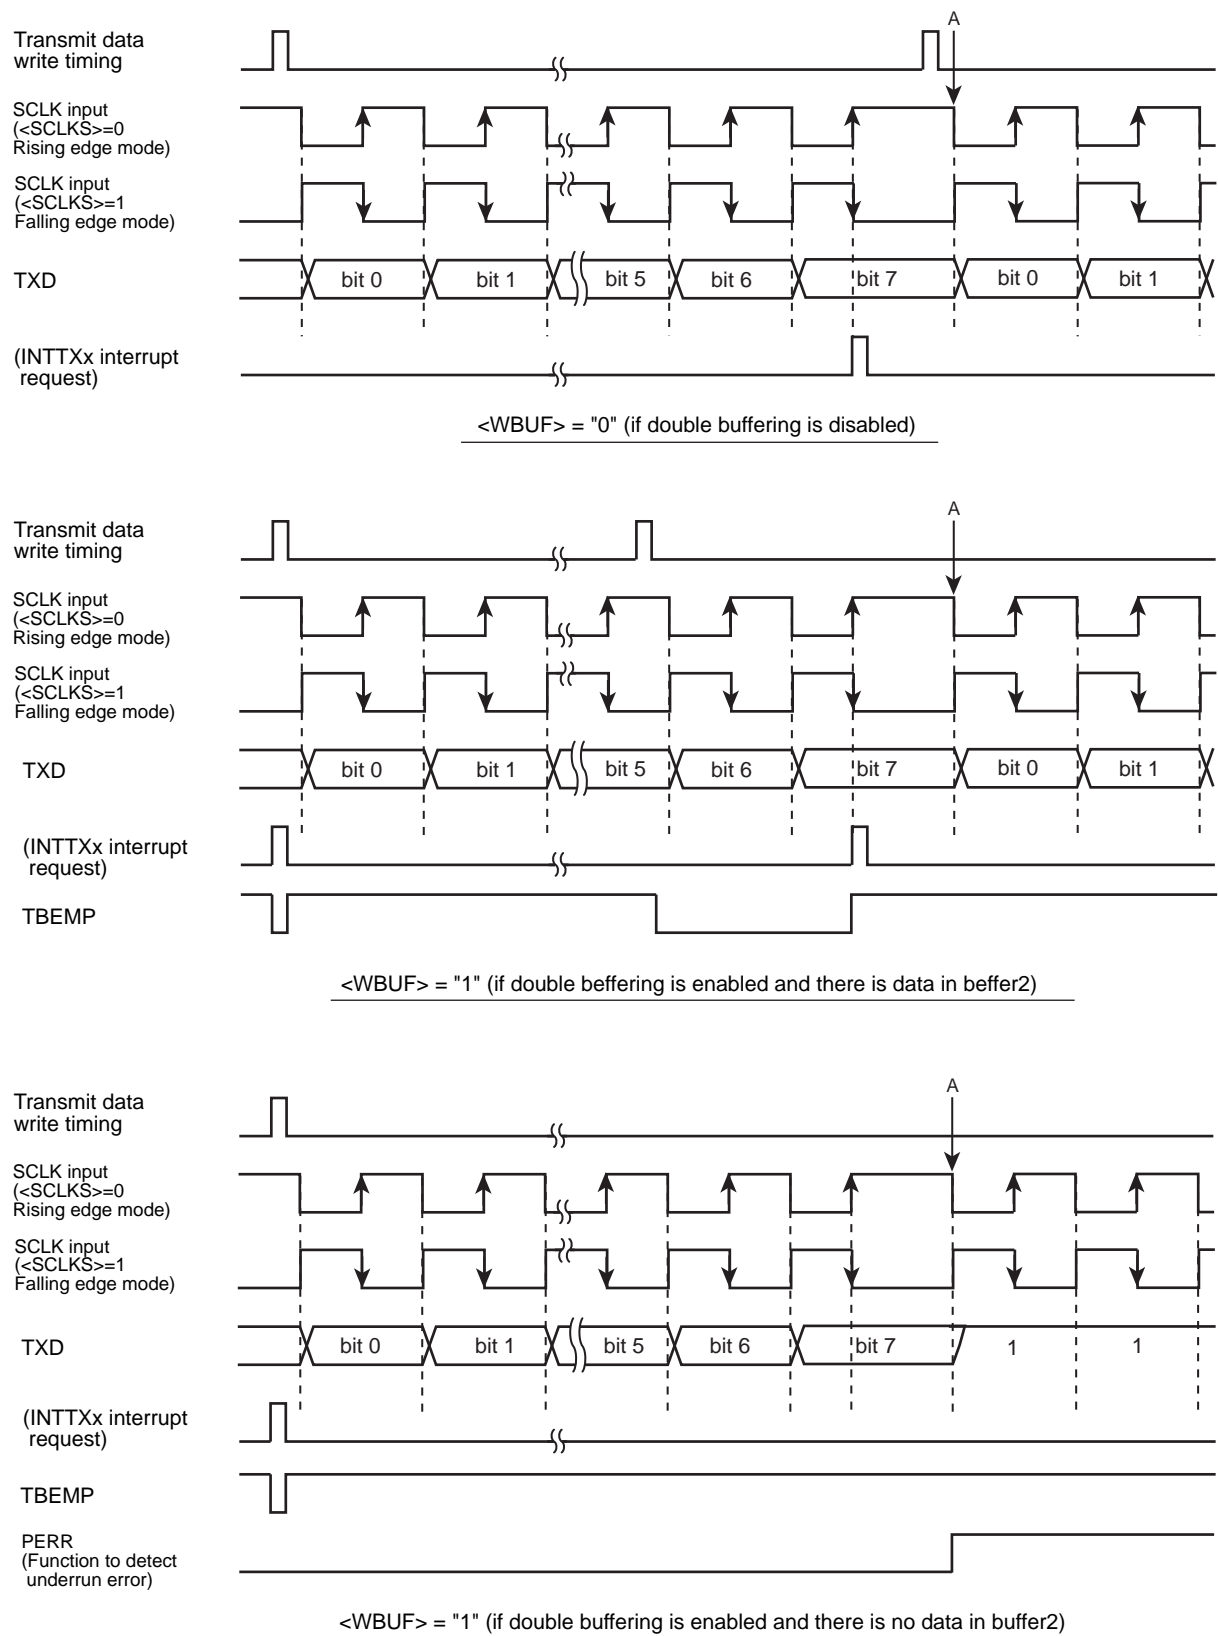 A
Transmit data
write timing
SCLK input
(<SCLKS>=0
Rising edge mode)
SCLK input
(<SCLKS>=1
Falling edge mode)
TXD
bit 0
bit 1
bit 5
bit 6
bit 7
bit 0
bit 1
(INTTXx interrupt
request)
<WBUF> = "0" (if double buffering is disabled)
A
Transmit data
write timing
SCLK input
(<SCLKS>=0
Rising edge mode)
SCLK input
(<SCLKS>=1
Falling edge mode)
TXD
bit 0
bit 1
bit 5
bit 6
bit 7
bit 0
bit 1
(INTTXx interrupt
request)
TBEMP
<WBUF> = "1" (if double beffering is enabled and there is data in beffer2)
A
Transmit data
write timing
SCLK input
(<SCLKS>=0
Rising edge mode)
SCLK input
(<SCLKS>=1
Falling edge mode)
TXD
bit 0
bit 1
bit 5
bit 6
bit 7
1
1
(INTTXx interrupt
request)
TBEMP
PERR
(Function to detect
underrun error)
<WBUF> = "1" (if double buffering is enabled and there is no data in buffer2)